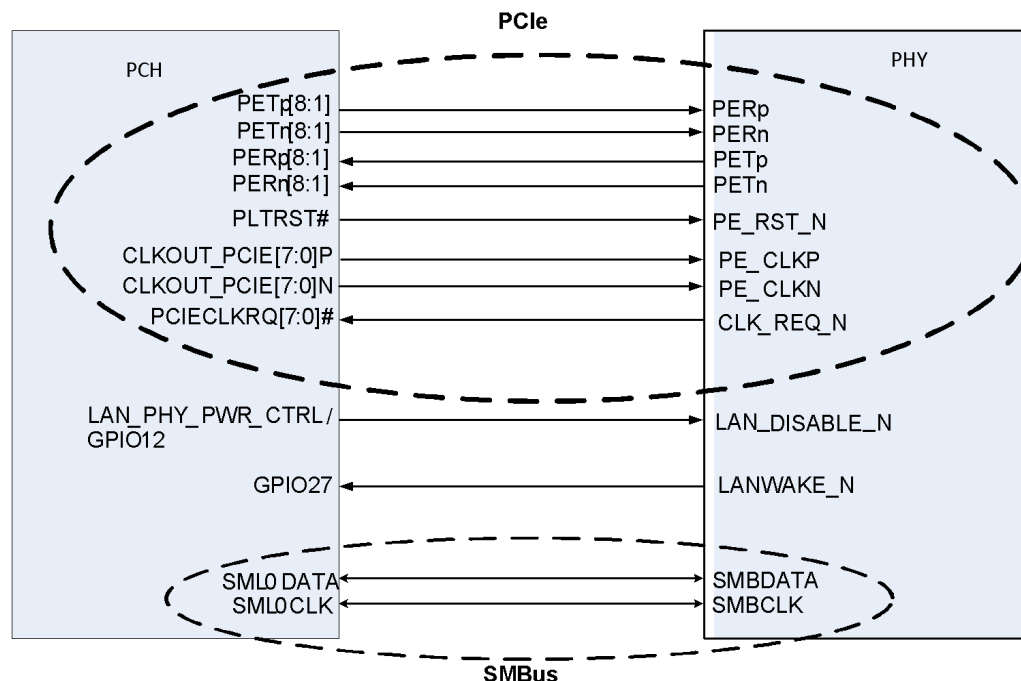 PCIe
PCH
PHY
PETp[8:1]
PERp
PETn[8:1]
PERn
PERp[8:1]
PETp
PERn[8:1]
PETn
PLTRST#
PE_RST_N
CLKOUT_PCIE[7:0]P
PE_CLKP
CLKOUT_PCIE[7:0]N
PE_CLKN
PCIECLKRQ[7:0]#
CLK_REQ_N
LAN_PHY_PWR_CTRL/
GPIO12
LAN_DISABLE_N
GPIO27
LANWAKE_N
SML0DATA
SMBDATA
SML0CLK
SMBCLK
SMBus